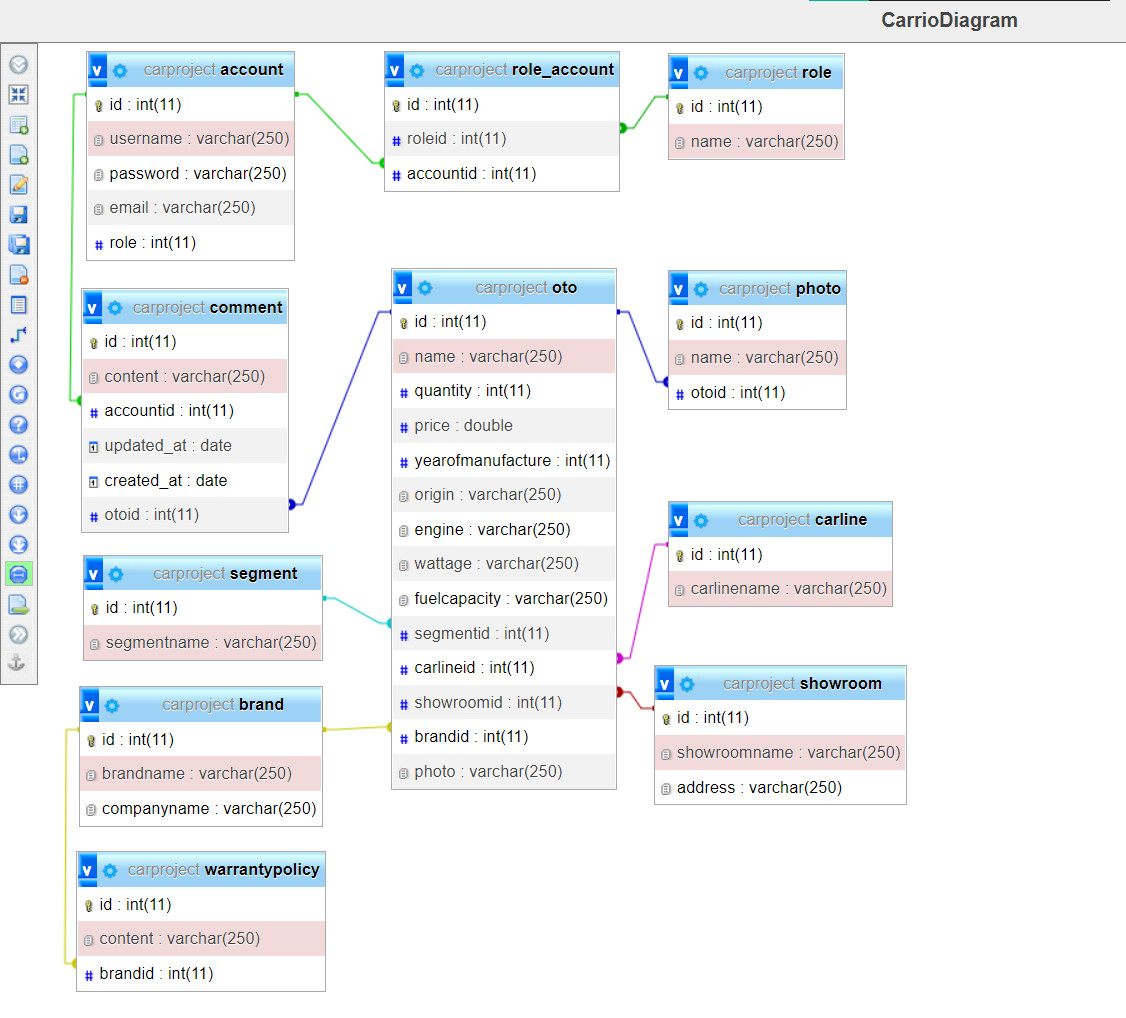 CarrioDiagram
v carproject account
id : int(11)
username : varchar(250)
password : varchar(250)
email : varchar(250)
# role : int(11)
v carproject role_account
id : int(11)
# roleid : int(11)
# accountid : int(11)
v carproject role
id : int(11)
name : varchar(250)
v carproject comment
id : int(11)
content : varchar(250)
# accountid : int(11)
updated_at : date
created_at : date
# otoid : int(11)
v carproject oto
id : int(11)
name : varchar(250)
# quantity : int(11)
# price : double
# yearofmanufacture : int(11)
origin : varchar(250)
engine : varchar(250)
wattage : varchar(250)
fuelcapacity : varchar(250)
# segmentid : int(11)
# carlineid : int(11)
# showroomid : int(11)
# brandid : int(11)
photo : varchar(250)
v carproject photo
id : int(11)
name : varchar(250)
# otoid : int(11)
v carproject segment
id : int(11)
segmentname : varchar(250)
v carproject carline
id : int(11)
carlinename : varchar(250)
v carproject brand
id : int(11)
brandname : varchar(250)
companyname : varchar(250)
v carproject showroom
id : int(11)
showroomname : varchar(250)
address : varchar(250)
v carproject warrantypolicy
id : int(11)
content : varchar(250)
# brandid : int(11)